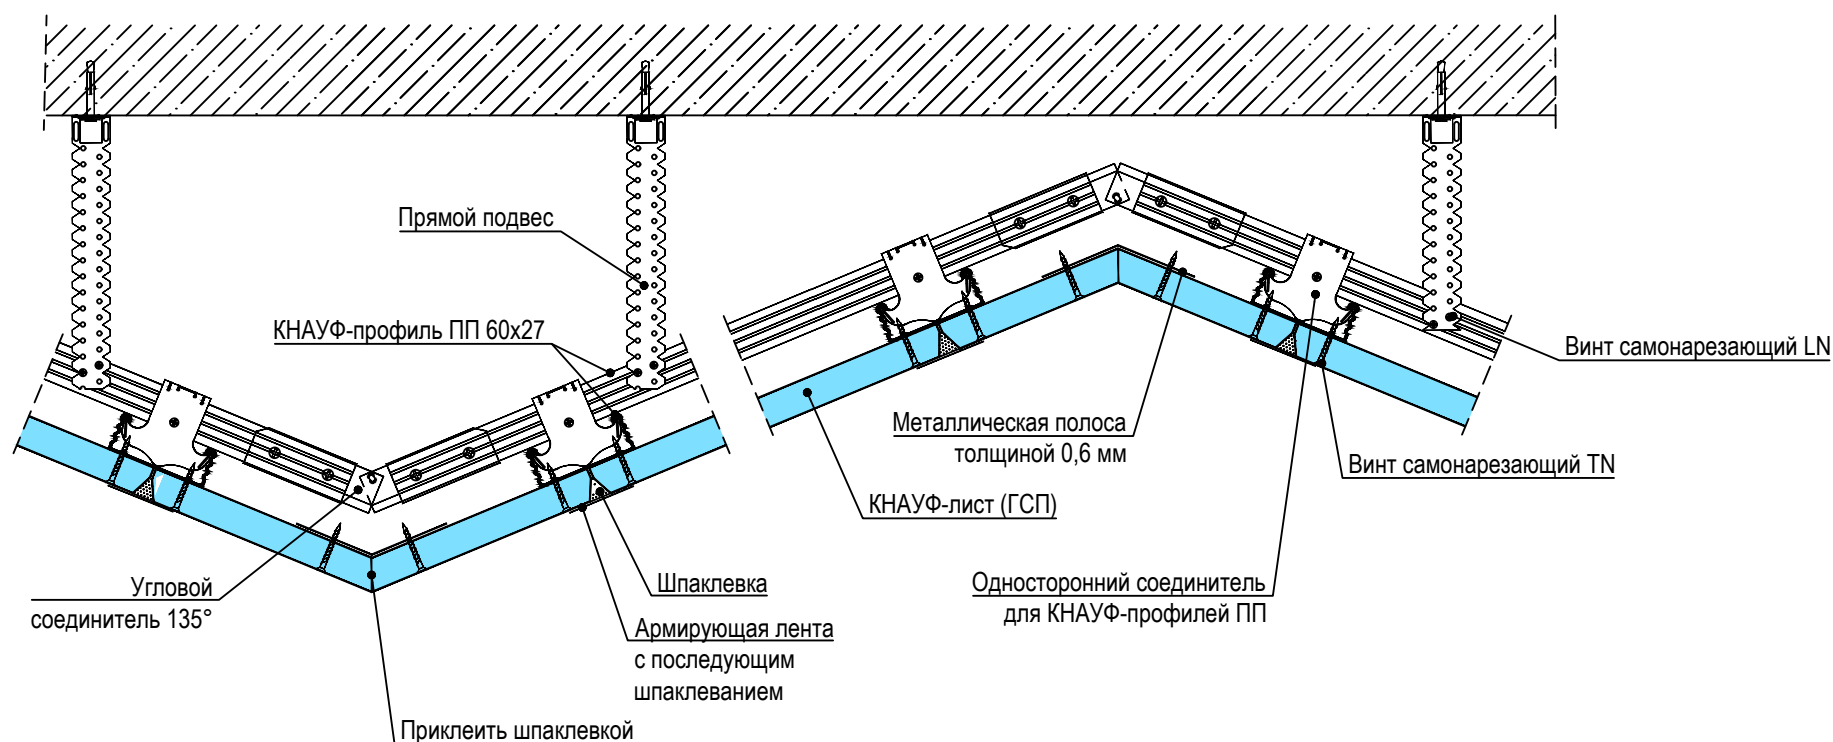 Прямой подвес
КНАУФ-профиль ПП 60х27
Винт самонарезающий LN
Металлическая полоса
толщиной 0,6 мм
Винт самонарезающий TN
КНАУФ-лист (ГСП)
Угловой
соединитель 135°
Шпаклевка
Односторонний соединитель
для КНАУФ-профилей ПП
Армирующая лента
с последующим
шпаклеванием
Приклеить шпаклевкой